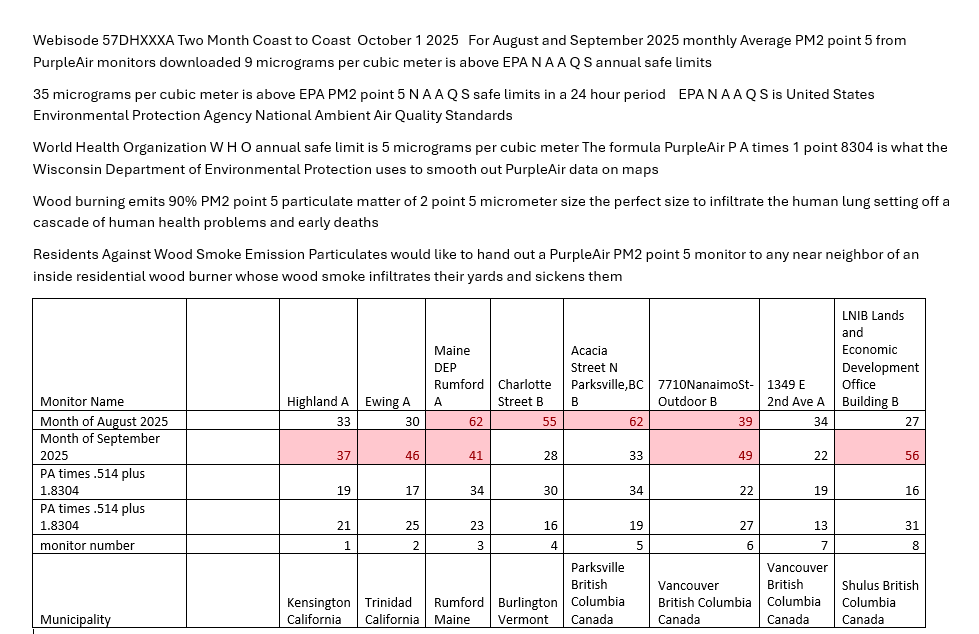 Webisode 57DHXXXA Two Month Coast to Coast  October 1 2025   For August and September 2025 monthly Average PM2 point 5 from
PurpleAir monitors downloaded 9 micrograms per cubic meter is above EPA N A A Q S annual safe limits
35 micrograms per cubic meter is above EPA PM2 point 5 N A A Q S safe limits in a 24 hour period    EPA N A A Q S is United States
Environmental Protection Agency National Ambient Air Quality Standards
World Health Organization W H O annual safe limit is 5 micrograms per cubic meter The formula PurpleAir P A times 1 point 8304 is what the
Wisconsin Department of Environmental Protection uses to smooth out PurpleAir data on maps
Wood burning emits 90% PM2 point 5 particulate matter of 2 point 5 micrometer size the perfect size to infiltrate the human lung setting off a
cascade of human health problems and early deaths
Residents Against Wood Smoke Emission Particulates would like to hand out a PurpleAir PM2 point 5 monitor to any near neighbor of an
inside residential wood burner whose wood smoke infiltrates their yards and sickens them
Monitor Name
Highland A
Ewing A
Maine
DEP
Rumford
A
Charlotte
Street B
Acacia
Street N
Parksville,BC
B
7710NanaimoSt-
Outdoor B
1349 E
2nd Ave A
LNIB Lands
and
Economic
Development
Office
Building B
Month of August 2025 33 30 62 55 62 39 34 27
Month of September
2025 37 46 41 28 33 49 22 56
PA times .514 plus
1.8304 19 17 34 30 34 22 19 16
PA times .514 plus
1.8304 21 25 23 16 19 27 13 31
monitor number 1 2 3 4 5 6 7 8
Municipality
Kensington
California
Trinidad
California
Rumford
Maine
Burlington
Vermont
Parksville
British
Columbia
Canada
Vancouver
British Columbia
Canada
Vancouver
British
Columbia
Canada
Shulus British
Columbia
Canada